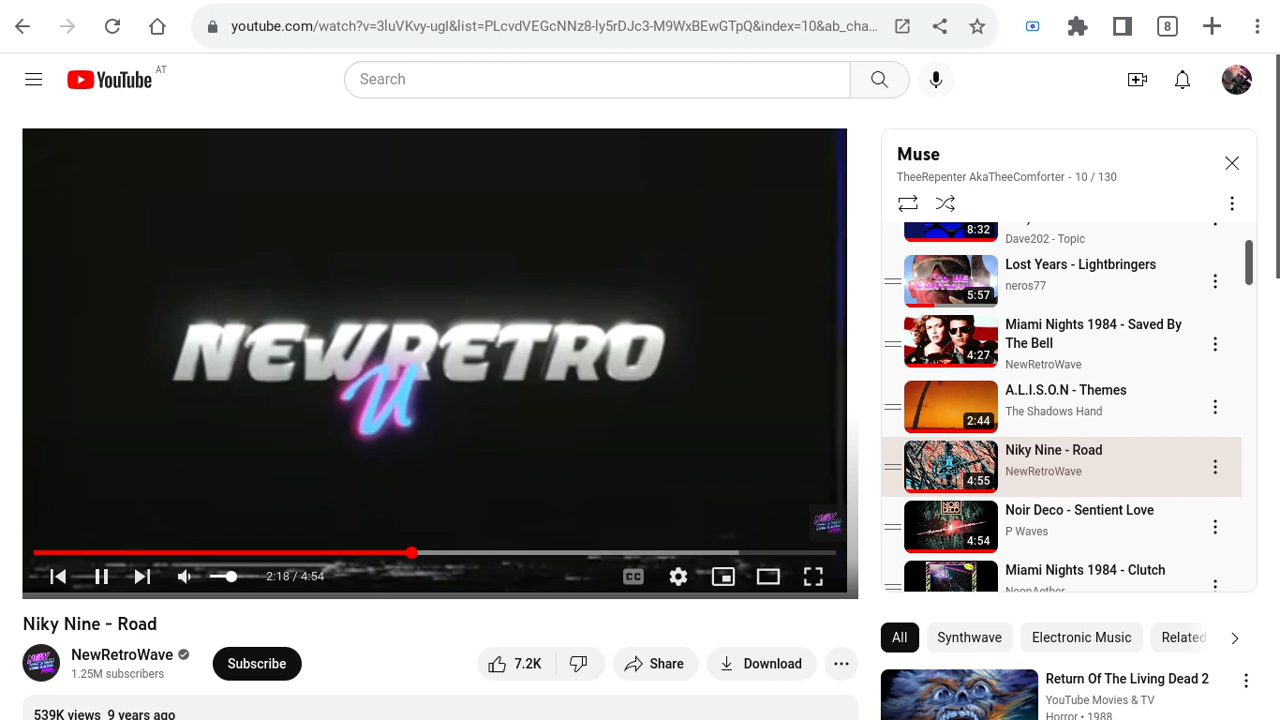 youtube.com/watch?v=3luVKvy-ugI&list=PLcvdVEGcNNz8-ly5rDJc3-M9WxBEwGTpQ&index=10&ab_cha...
8
YouTube AT
Search
NEWRETRO
Muse
TheeRepenter AkaTheeComforter - 10 / 130
8:32
Dave202 - Topic
Lost Years - Lightbringers
neros77
5:57
Miami Nights 1984 - Saved By
The Bell
NewRetroWave
4:27
A.L.I.S.O.N - Themes
The Shadows Hand
2:44
Niky Nine - Road
NewRetroWave
4:55
Noir Deco - Sentient Love
P Waves
4:54
Miami Nights 1984 - Clutch
NeonAether
2:18 / 4:54
CC
Niky Nine - Road
NewRetroWave
1.25M subscribers
Subscribe
7.2K
Share
Download
539K views 9 years ago
All
Synthwave
Electronic Music
Related
Return Of The Living Dead 2
YouTube Movies & TV
Horror • 1988